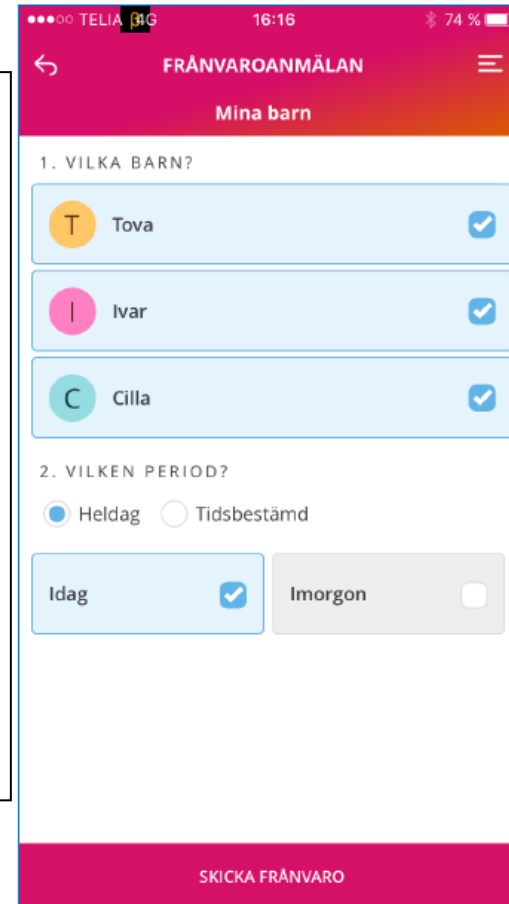 TELIA β4G 16:16 74 %
FRÅNVAROANMÄLAN
Mina barn
1. VILKA BARN?
T Tova
I Ivar
C Cilla
2. VILKEN PERIOD?
Heldag Tidsbestämd
Idag Imorgon
SKICKA FRÅNVARO